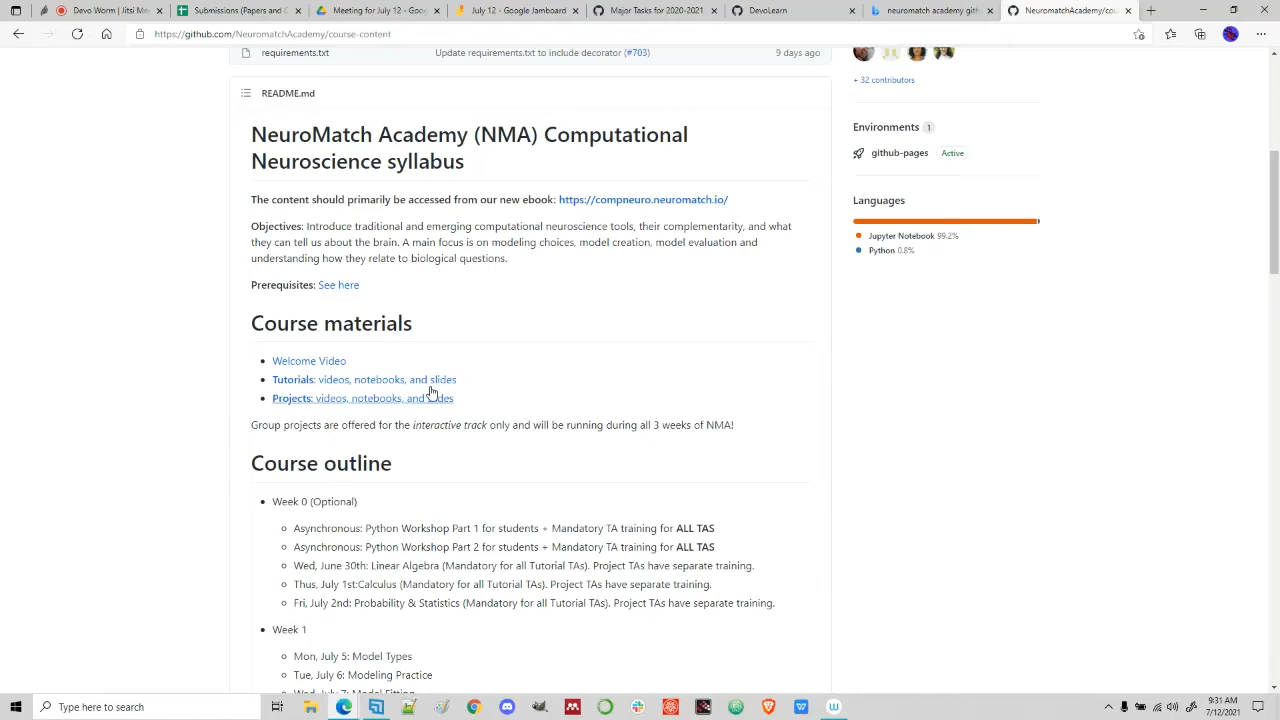 Devo Worm | Jitsi Mee
Submissions (Papers and C
Meeting for July 12 - Goog
July 12 - Google Jamboard
Major Tasks for 2020-2021
DevoLearn
neuromatch academy github
NeuromatchAcademy/cou
https://github.com/NeuromatchAcademy/course-content
requirements.txt
Update requirements.txt to include decorator (#703)
9 days ago
+ 32 contributors
README.md
Environments 1
github-pages
Active
NeuroMatch Academy (NMA) Computational
Neuroscience syllabus
Languages
Jupyter Notebook 99.2%
Python 0.8%
The content should primarily be accessed from our new ebook: https://compneuro.neuromatch.io/
Objectives: Introduce traditional and emerging computational neuroscience tools, their complementarity, and what
they can tell us about the brain. A main focus is on modeling choices, model creation, model evaluation and
understanding how they relate to biological questions.
Prerequisites: See here
Course materials
Welcome Video
Tutorials: videos, notebooks, and slides
Projects: videos, notebooks, and slides
Group projects are offered for the interactive track only and will be running during all 3 weeks of NMA!
Course outline
Week 0 (Optional)
Asynchronous: Python Workshop Part 1 for students + Mandatory TA training for ALL TAS
Asynchronous: Python Workshop Part 2 for students + Mandatory TA training for ALL TAS
Wed, June 30th: Linear Algebra (Mandatory for all Tutorial TAs). Project TAs have separate training.
Thus, July 1st:Calculus (Mandatory for all Tutorial TAs). Project TAs have separate training.
Fri, July 2nd: Probability & Statistics (Mandatory for all Tutorial TAs). Project TAs have separate training.
Week 1
Mon, July 5: Model Types
Tue, July 6: Modeling Practice
Wed, July 7: Model Fitting
Type here to search
9:31 AM
7/12/2021